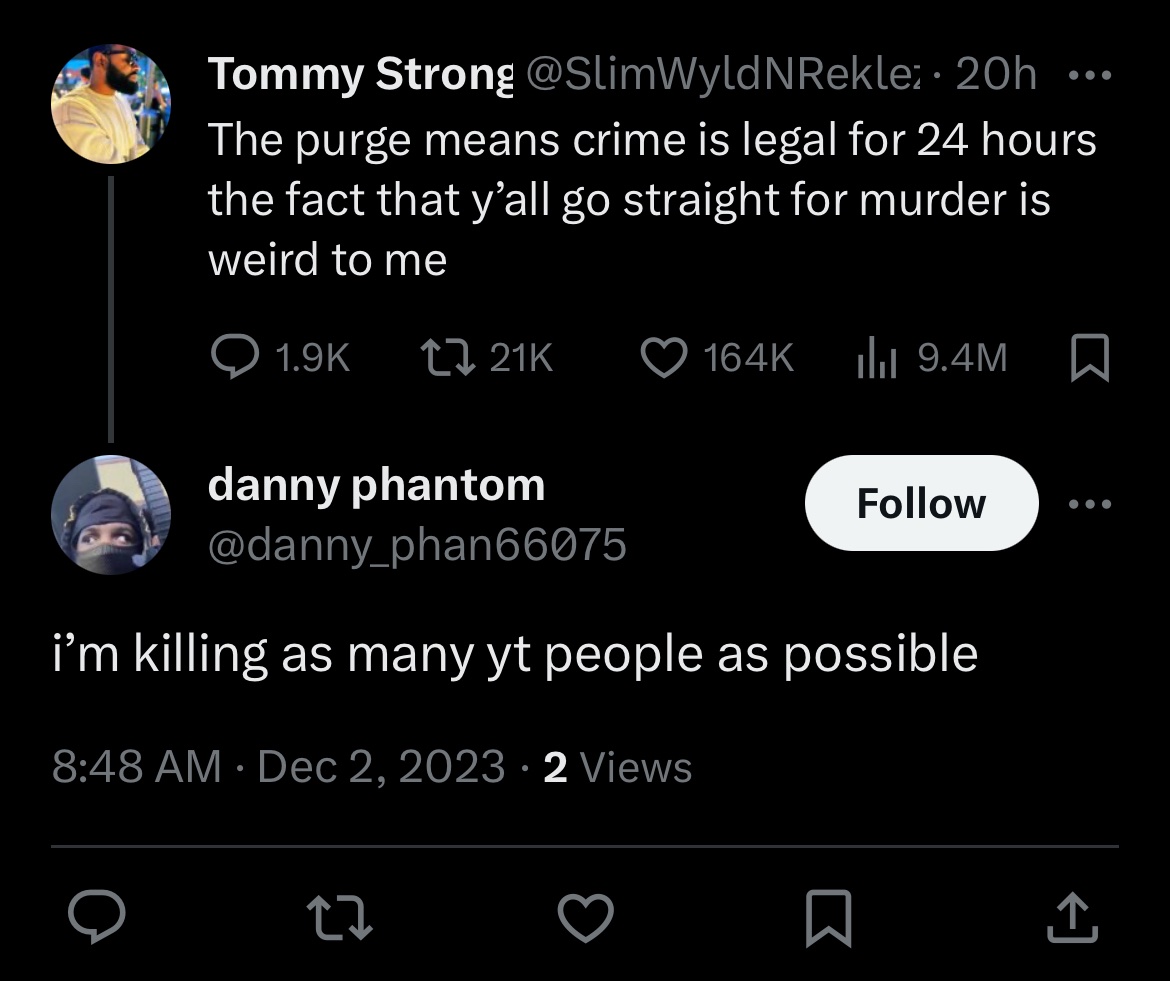 Tommy Strong @SlimWyldNReklez · 20h
The purge means crime is legal for 24 hours
the fact that y’all go straight for murder is
weird to me
1.9K 21K 164K 9.4M
danny phantom
Follow
@danny_phan66075
i’m killing as many yt people as possible
8:48 AM · Dec 2, 2023 · 2 Views